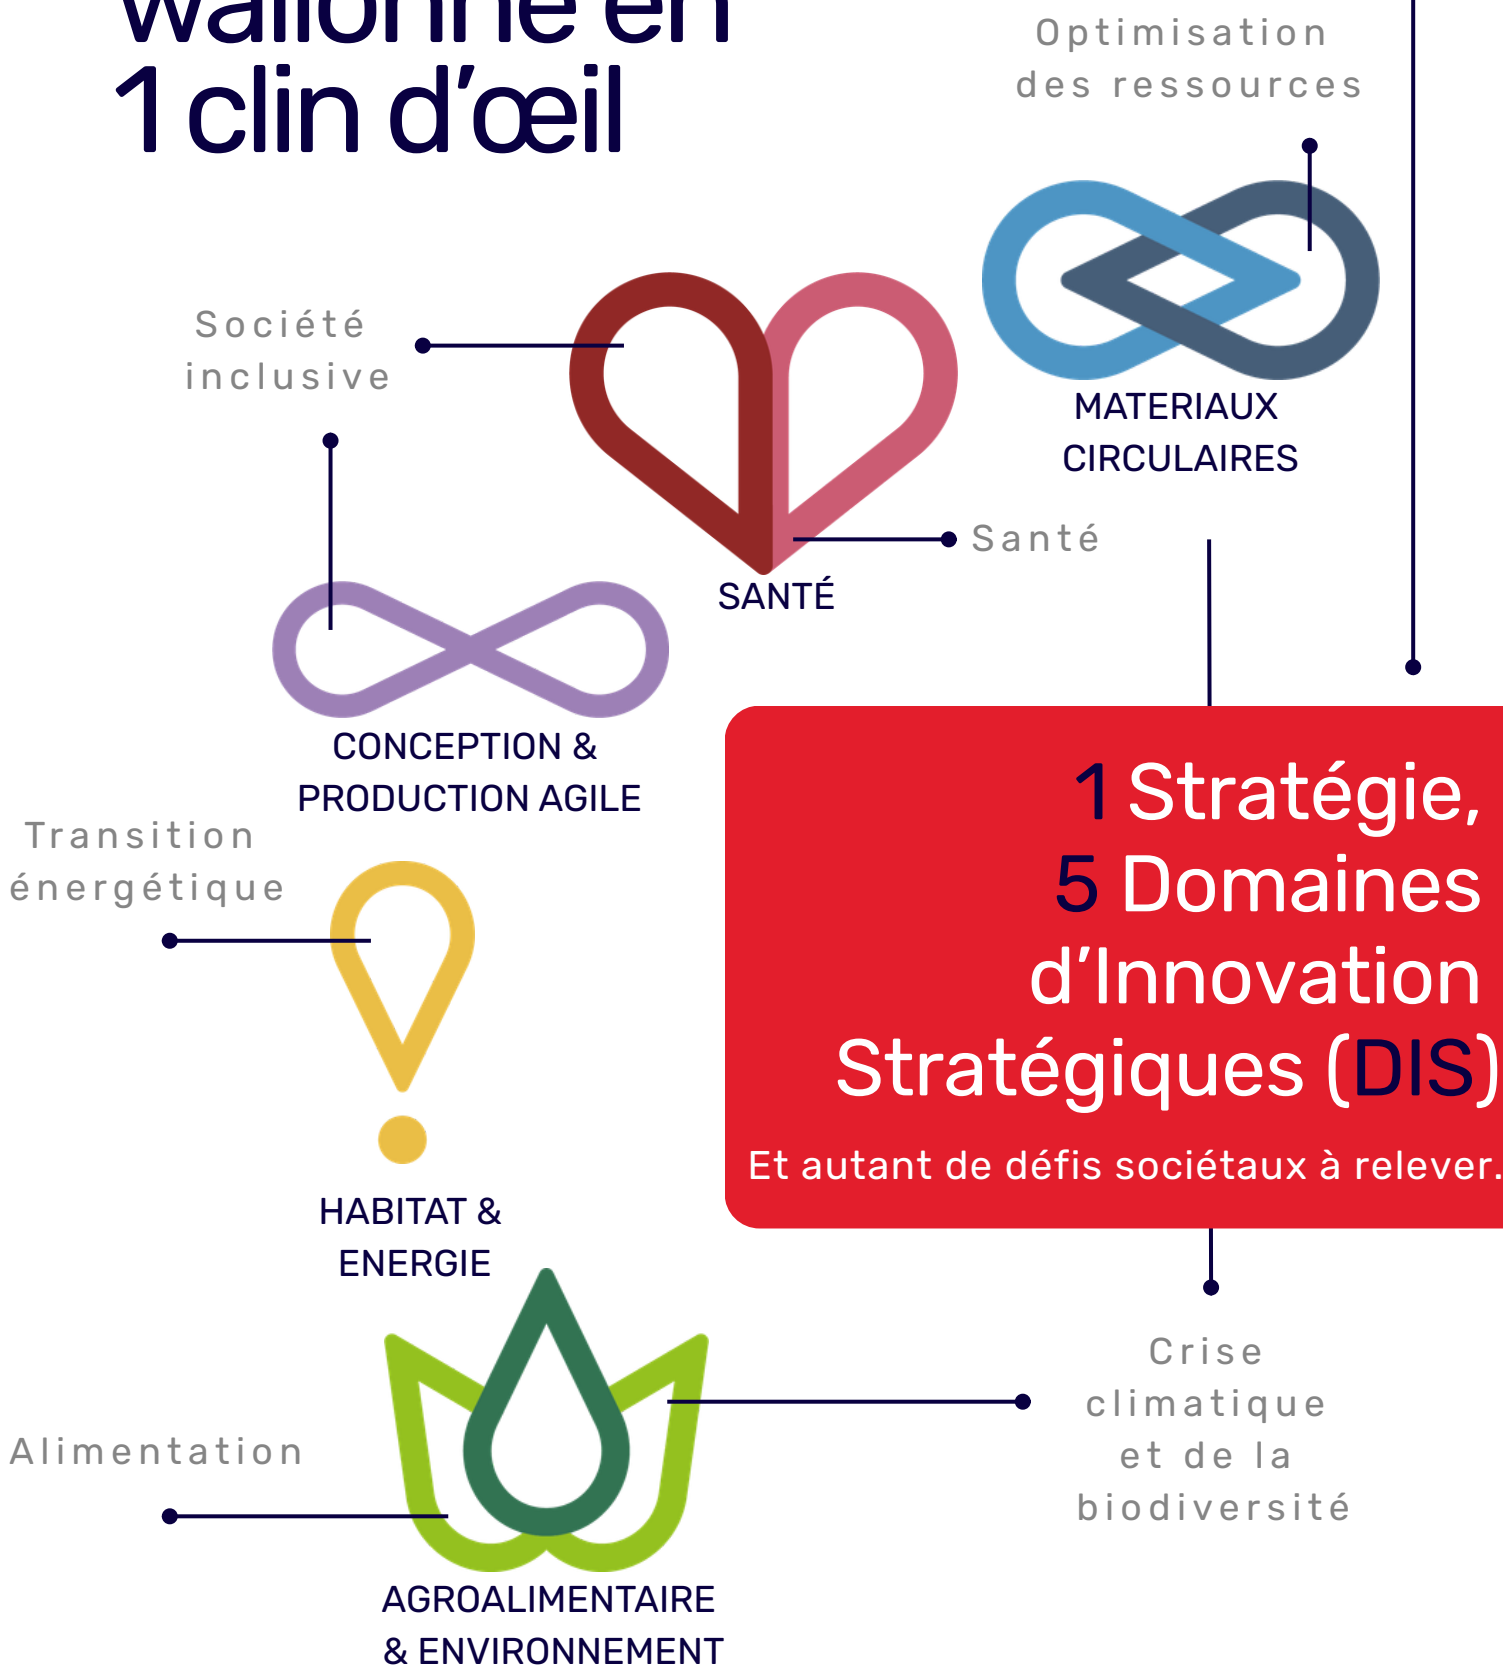 wallonne en
1 clin d'œil
Optimisation
des ressources
Société
inclusive
MATERIAUX
CIRCULAIRES
Santé
SANTÉ
CONCEPTION &
PRODUCTION AGILE
Transition
énergétique
1 Stratégie,
5 Domaines
d'Innovation
Stratégiques (DIS)
Et autant de défis sociétaux à relever.
HABITAT &
ENERGIE
Crise
climatique
et de la
biodiversité
Alimentation
AGROALIMENTAIRE
& ENVIRONNEMENT